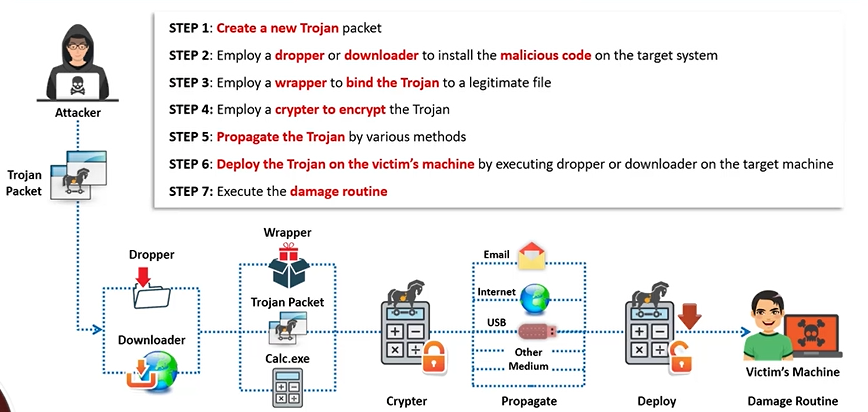 STEP 1: Create a new Trojan packet
STEP 2: Employ a dropper or downloader to install the malicious code on the target system
STEP 3: Employ a wrapper to bind the Trojan to a legitimate file
STEP 4: Employ a crypter to encrypt the Trojan
STEP 5: Propagate the Trojan by various methods
STEP 6: Deploy the Trojan on the victim's machine by executing dropper or downloader on the target machine
STEP 7: Execute the damage routine
Attacker
Trojan
Packet
Dropper
Downloader
Wrapper
Trojan Packet
Calc.exe
Crypter
Email
Internet
USB
Other
Medium
Propagate
Deploy
Victim's Machine
Damage Routine